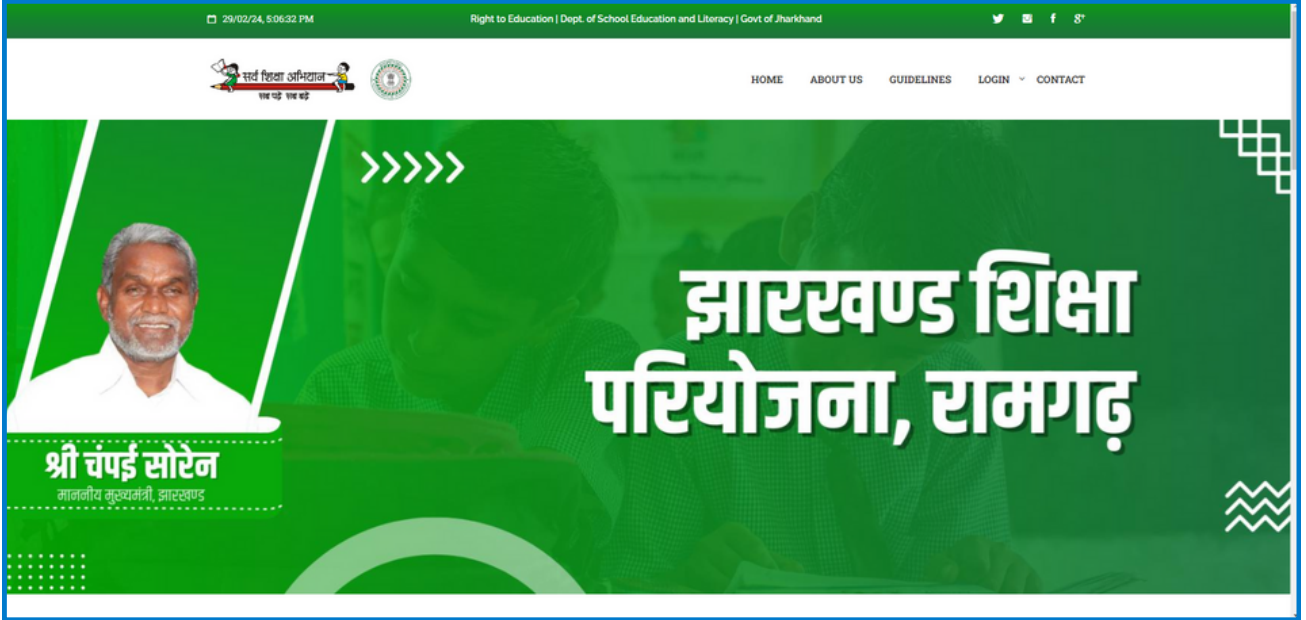 29/02/24, 5:06:32 PM
Right to Education | Dept. of School Education and Literacy | Govt of Jharkhand
सर्व शिक्षा अभियान
सब पढ़ें सब बढ़ें
HOME ABOUT US GUIDELINES LOGIN CONTACT
झारखण्ड शिक्षा
परियोजना, रामगढ़
श्री चंपई सोरेन
माननीय मुख्यमंत्री, झारखण्ड